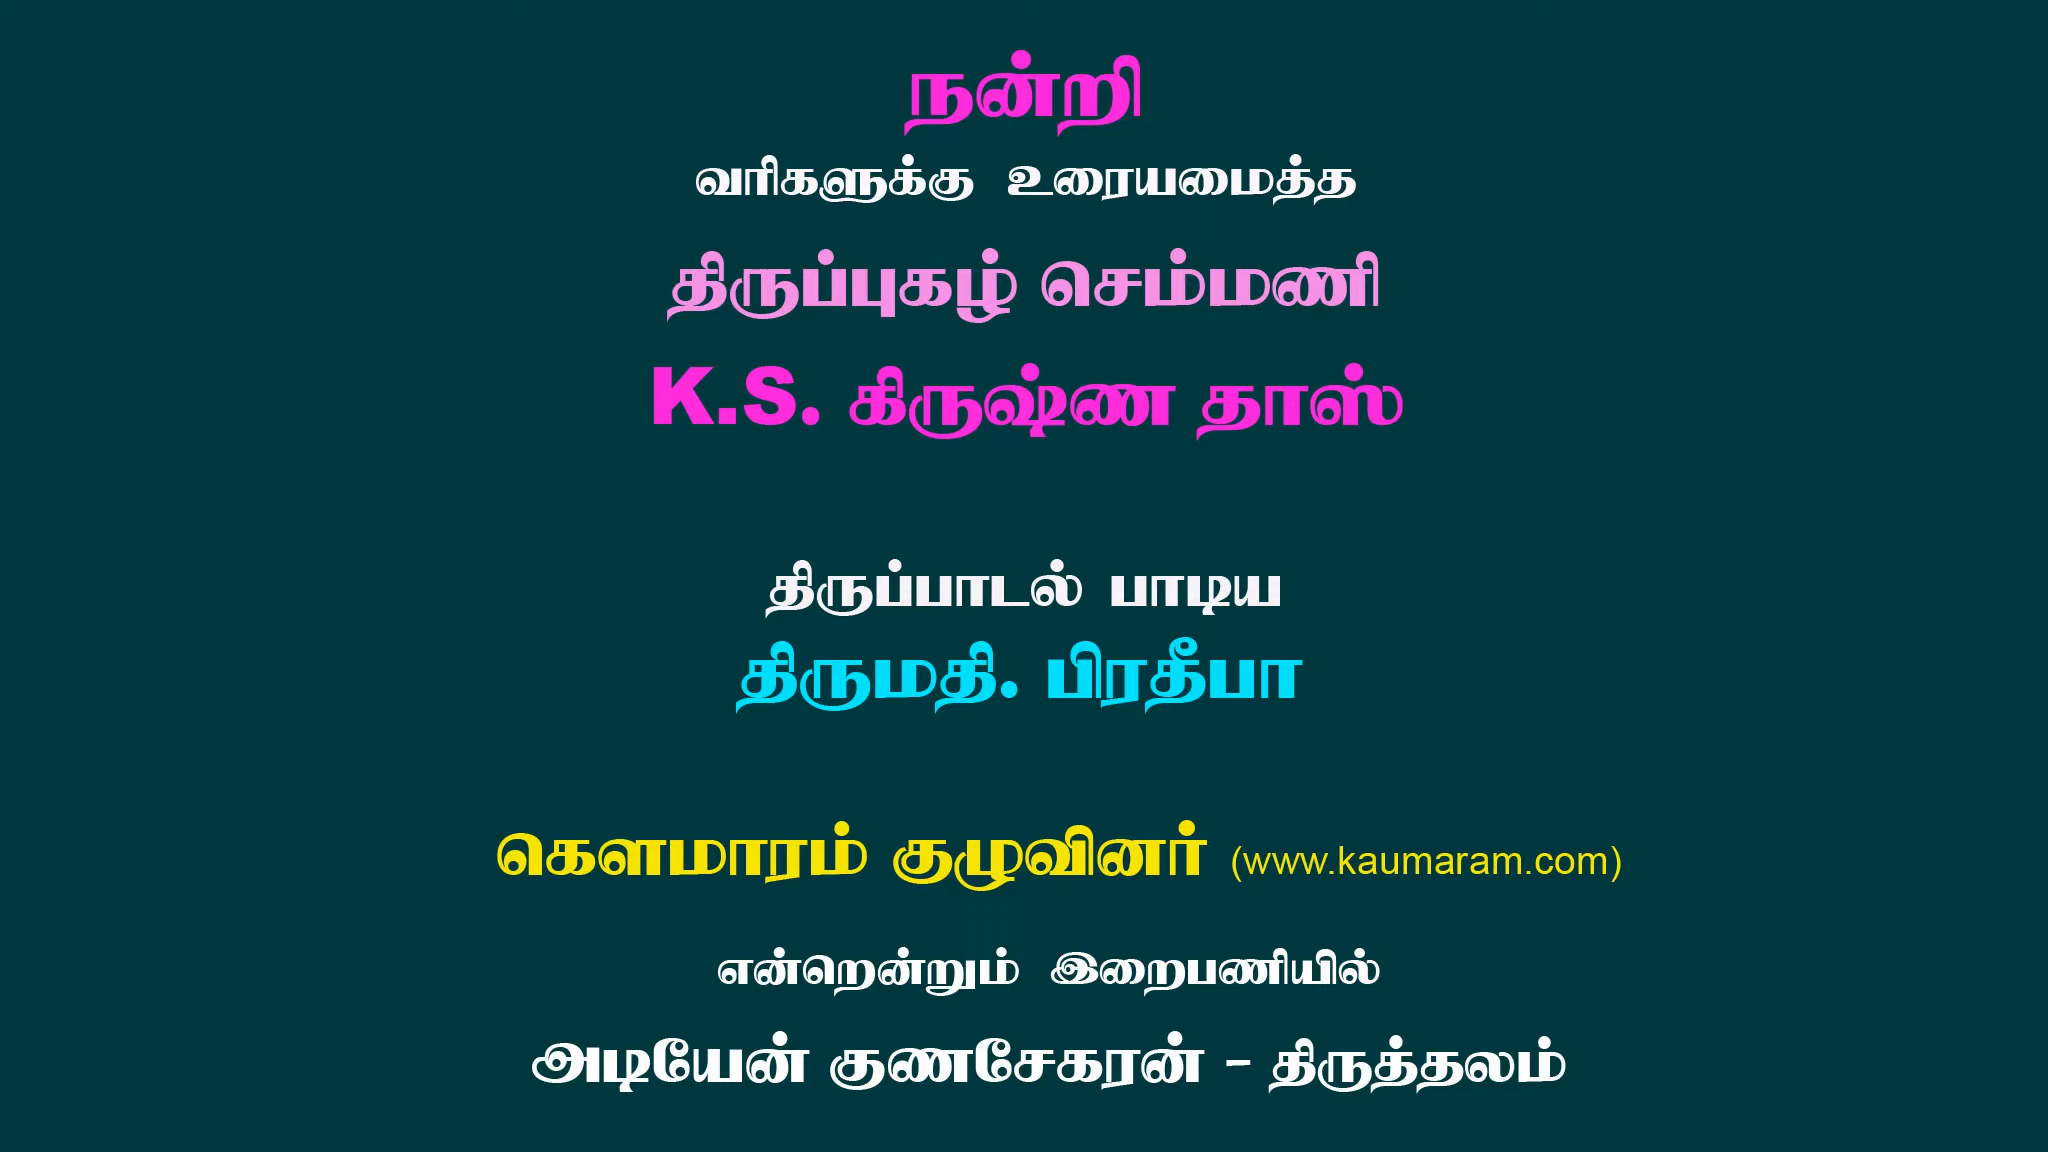 நன்றி
வரிகளுக்கு உரையமைத்த
திருப்புகழ் செம்மணி
K.S. கிருஷ்ண தாஸ்
திருப்பாடல் பாடிய
திருமதி. பிரதீபா
கௌமாரம் குழுவினர் (www.kaumaram.com)
என்றென்றும் இறைபணியில்
அடியேன் குணசேகரன் - திருத்தலம்